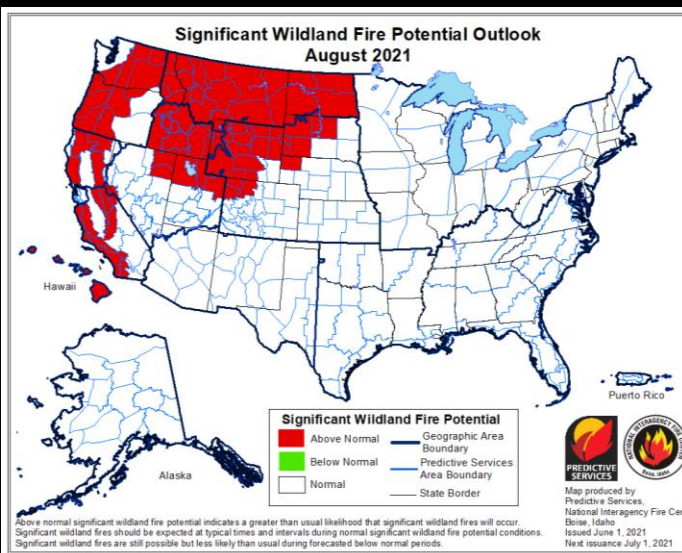 Significant Wildland Fire Potential Outlook
August 2021
Hawaii
Alaska
Puerto Rico
Significant Wildland Fire Potential
Above Normal
Below Normal
Normal
Geographic Area
Boundary
Predictive Services
Area Boundary
State Border
PREDICTIVE
SERVICES
NATIONAL INTERAGENCY FIRE
Boise, Idaho
Map produced by
Predictive Services,
National Interagency Fire Cen
Boise, Idaho
Issued June 1, 2021
Next issuance July 1, 2021
Above normal significant wildland fire potential indicates a greater than usual likelihood that significant wildland fires will occur.
Significant wildland fires should be expected at typical times and intervals during normal significant wildland fire potential conditions.
Significant wildland fires are still possible but less likely than usual during forecasted below normal periods.